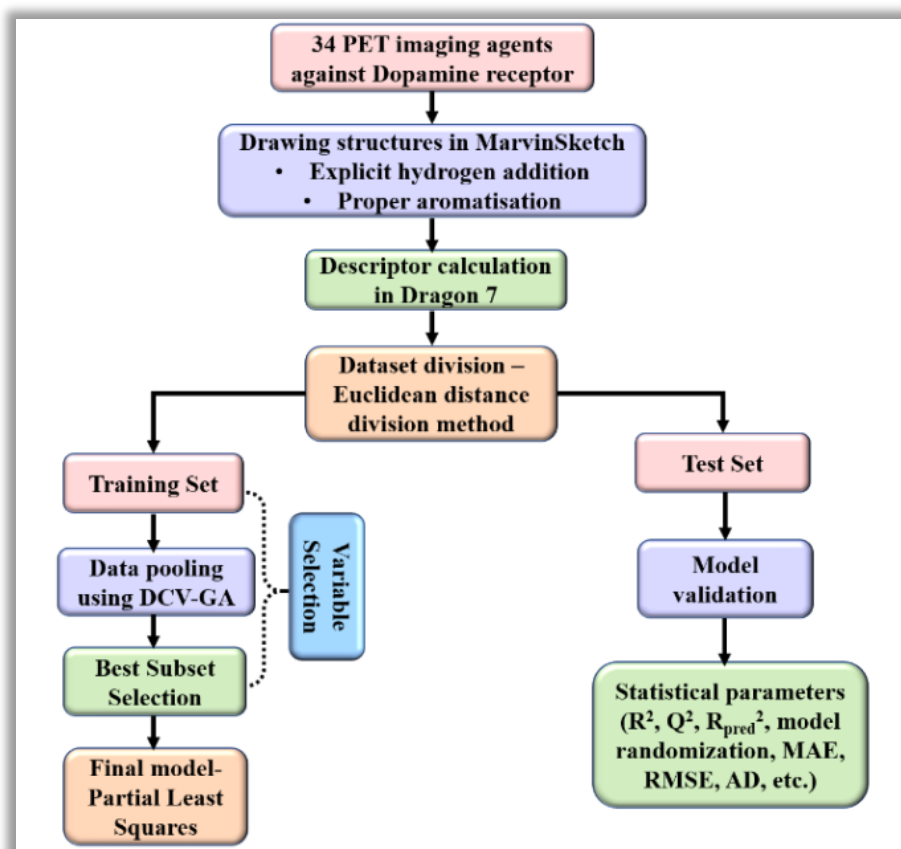 34 PET imaging agents
against Dopamine receptor
Drawing structures in MarvinSketch
• Explicit hydrogen addition
• Proper aromatisation
Descriptor calculation
in Dragon 7
Dataset division –
Euclidean distance
division method
Training Set
Data pooling
using DCV-GA
Best Subset
Selection
Final model-
Partial Least
Squares
Variable
Selection
Test Set
Model
validation
Statistical parameters
(R², Q², R_pred², model
randomization, MAE,
RMSE, AD, etc.)